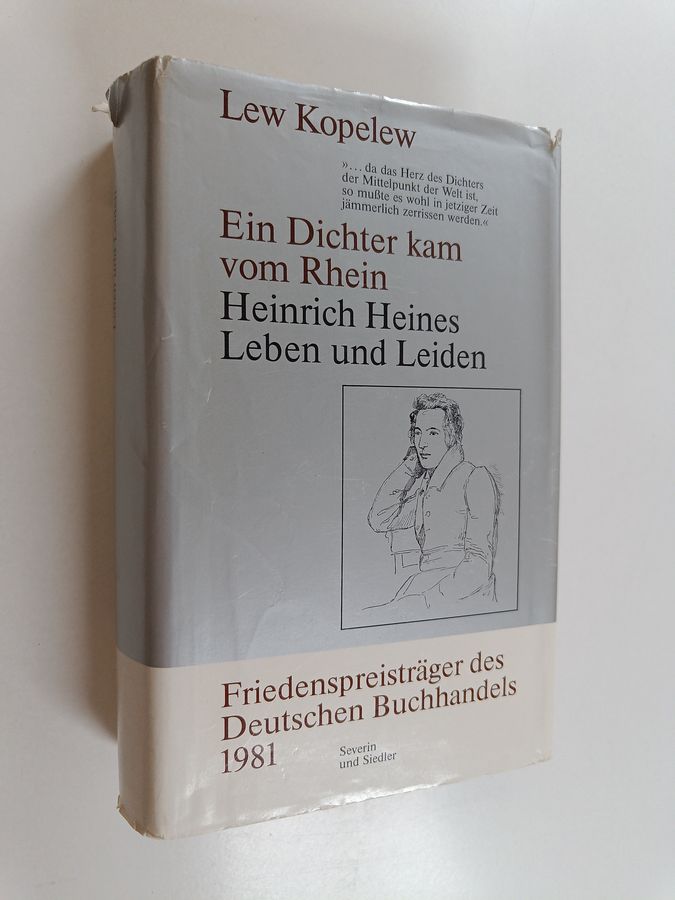 Lew Kopelew
»... da das Herz des Dichters
der Mittelpunkt der Welt ist,
so mußte es wohl in jetziger Zeit
jämmerlich zerrissen werden.«
Ein Dichter kam
vom Rhein
Heinrich Heines
Leben und Leiden
Friedenspreisträger des
Deutschen Buchhandels
1981
Severin
und Siedler